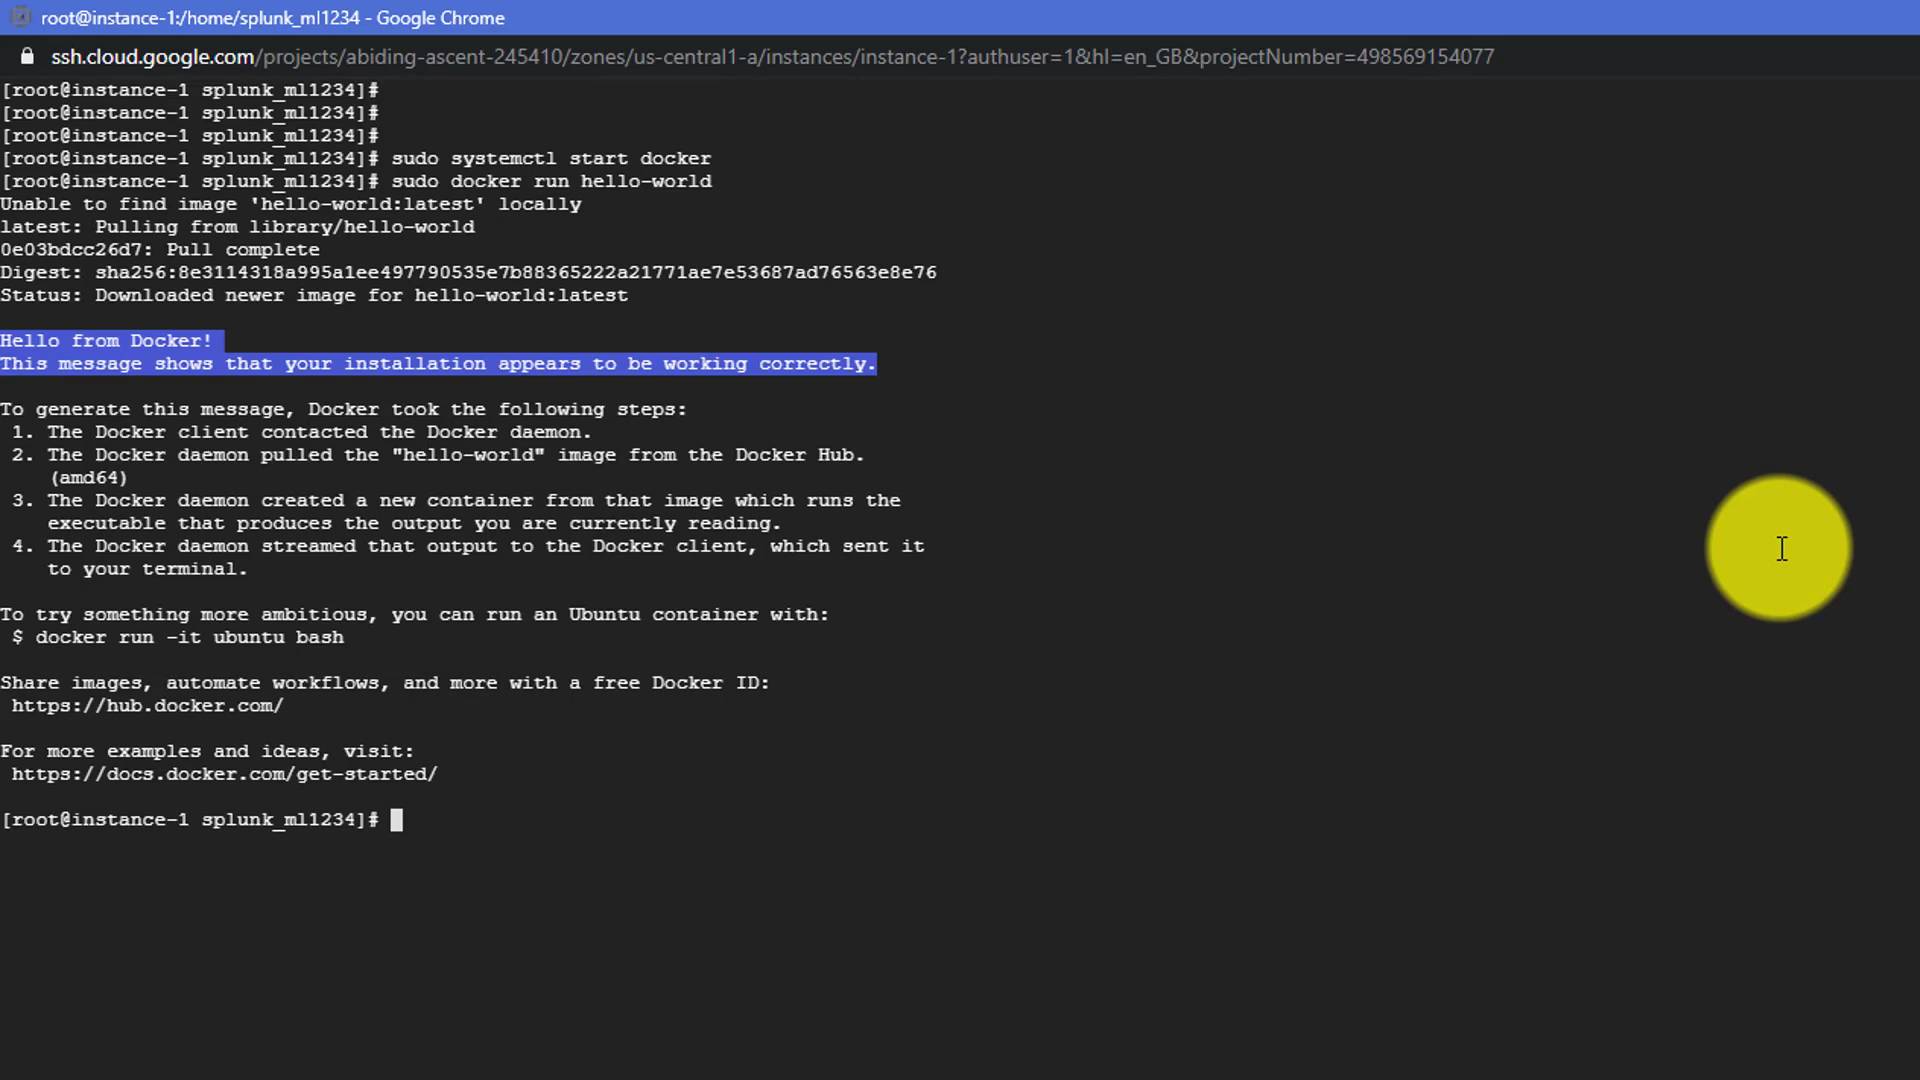 root@instance-1:/home/splunk_ml1234 - Google Chrome
ssh.cloud.google.com/projects/abiding-ascent-245410/zones/us-central1-a/instances/instance-1?authuser=1&hl=en_GB&projectNumber=498569154077
[root@instance-1 splunk_ml1234]#
[root@instance-1 splunk_ml1234]#
[root@instance-1 splunk_ml1234]#
[root@instance-1 splunk_ml1234]# sudo systemctl start docker
[root@instance-1 splunk_ml1234]# sudo docker run hello-world
Unable to find image 'hello-world:latest' locally
latest: Pulling from library/hello-world
0e03bdcc26d7: Pull complete
Digest: sha256:8e3114318a995a1ee497790535e7b88365222a21771ae7e53687ad76563e8e76
Status: Downloaded newer image for hello-world:latest
Hello from Docker!
This message shows that your installation appears to be working correctly.
To generate this message, Docker took the following steps:
1. The Docker client contacted the Docker daemon.
2. The Docker daemon pulled the "hello-world" image from the Docker Hub.
(amd64)
3. The Docker daemon created a new container from that image which runs the
executable that produces the output you are currently reading.
4. The Docker daemon streamed that output to the Docker client, which sent it
to your terminal.
To try something more ambitious, you can run an Ubuntu container with:
$ docker run -it ubuntu bash
Share images, automate workflows, and more with a free Docker ID:
https://hub.docker.com/
For more examples and ideas, visit:
https://docs.docker.com/get-started/
[root@instance-1 splunk_ml1234]#